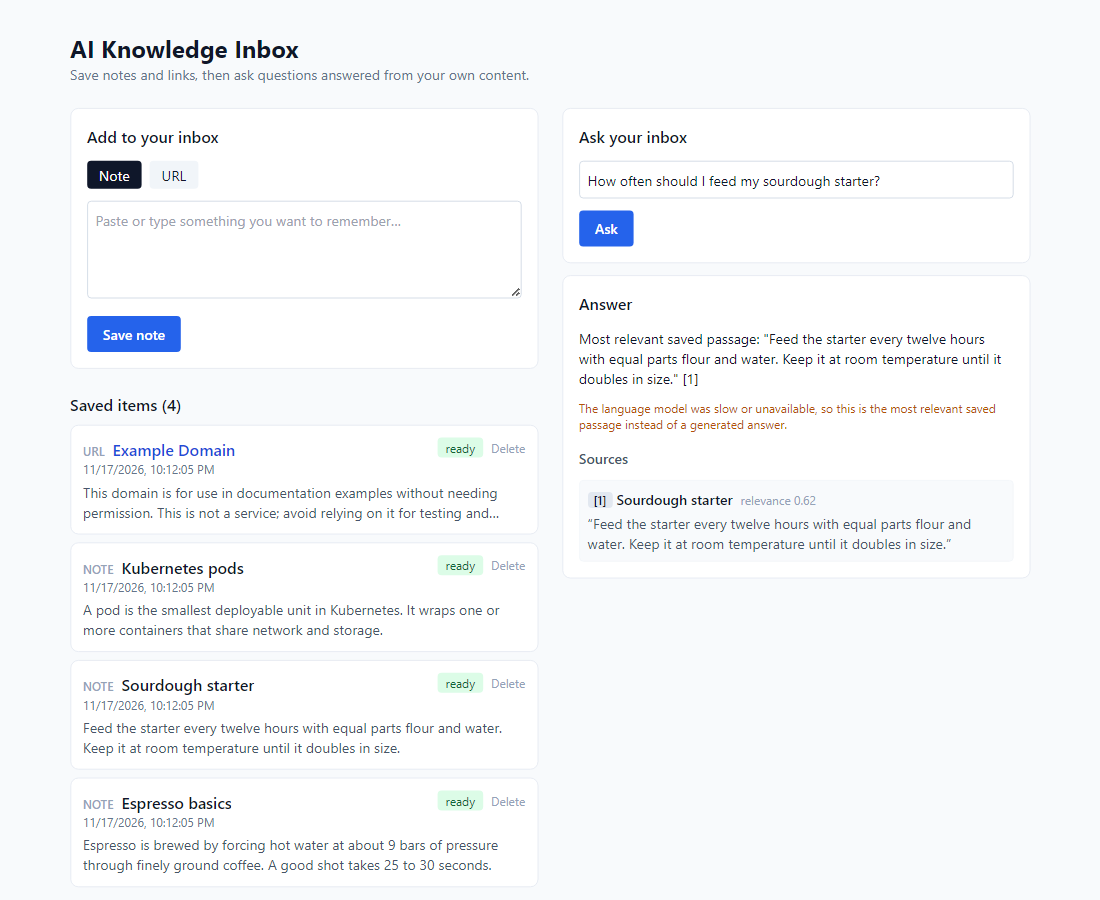 AI Knowledge Inbox
Save notes and links, then ask questions answered from your own content.
Add to your inbox
Note
URL
Paste or type something you want to remember...
Save note
Saved items (4)
URL Example Domain
ready
Delete
11/17/2026, 10:12:05 PM
This domain is for use in documentation examples without needing
permission. This is not a service; avoid relying on it for testing and...
NOTE Kubernetes pods
ready
Delete
11/17/2026, 10:12:05 PM
A pod is the smallest deployable unit in Kubernetes. It wraps one or
more containers that share network and storage.
NOTE Sourdough starter
ready
Delete
11/17/2026, 10:12:05 PM
Feed the starter every twelve hours with equal parts flour and water.
Keep it at room temperature until it doubles in size.
NOTE Espresso basics
ready
Delete
11/17/2026, 10:12:05 PM
Espresso is brewed by forcing hot water at about 9 bars of pressure
through finely ground coffee. A good shot takes 25 to 30 seconds.
Ask your inbox
How often should I feed my sourdough starter?
Ask
Answer
Most relevant saved passage: "Feed the starter every twelve hours
with equal parts flour and water. Keep it at room temperature until it
doubles in size." [1]
The language model was slow or unavailable, so this is the most relevant saved
passage instead of a generated answer.
Sources
[1] Sourdough starter relevance 0.62
“Feed the starter every twelve hours with equal parts flour and
water. Keep it at room temperature until it doubles in size.”